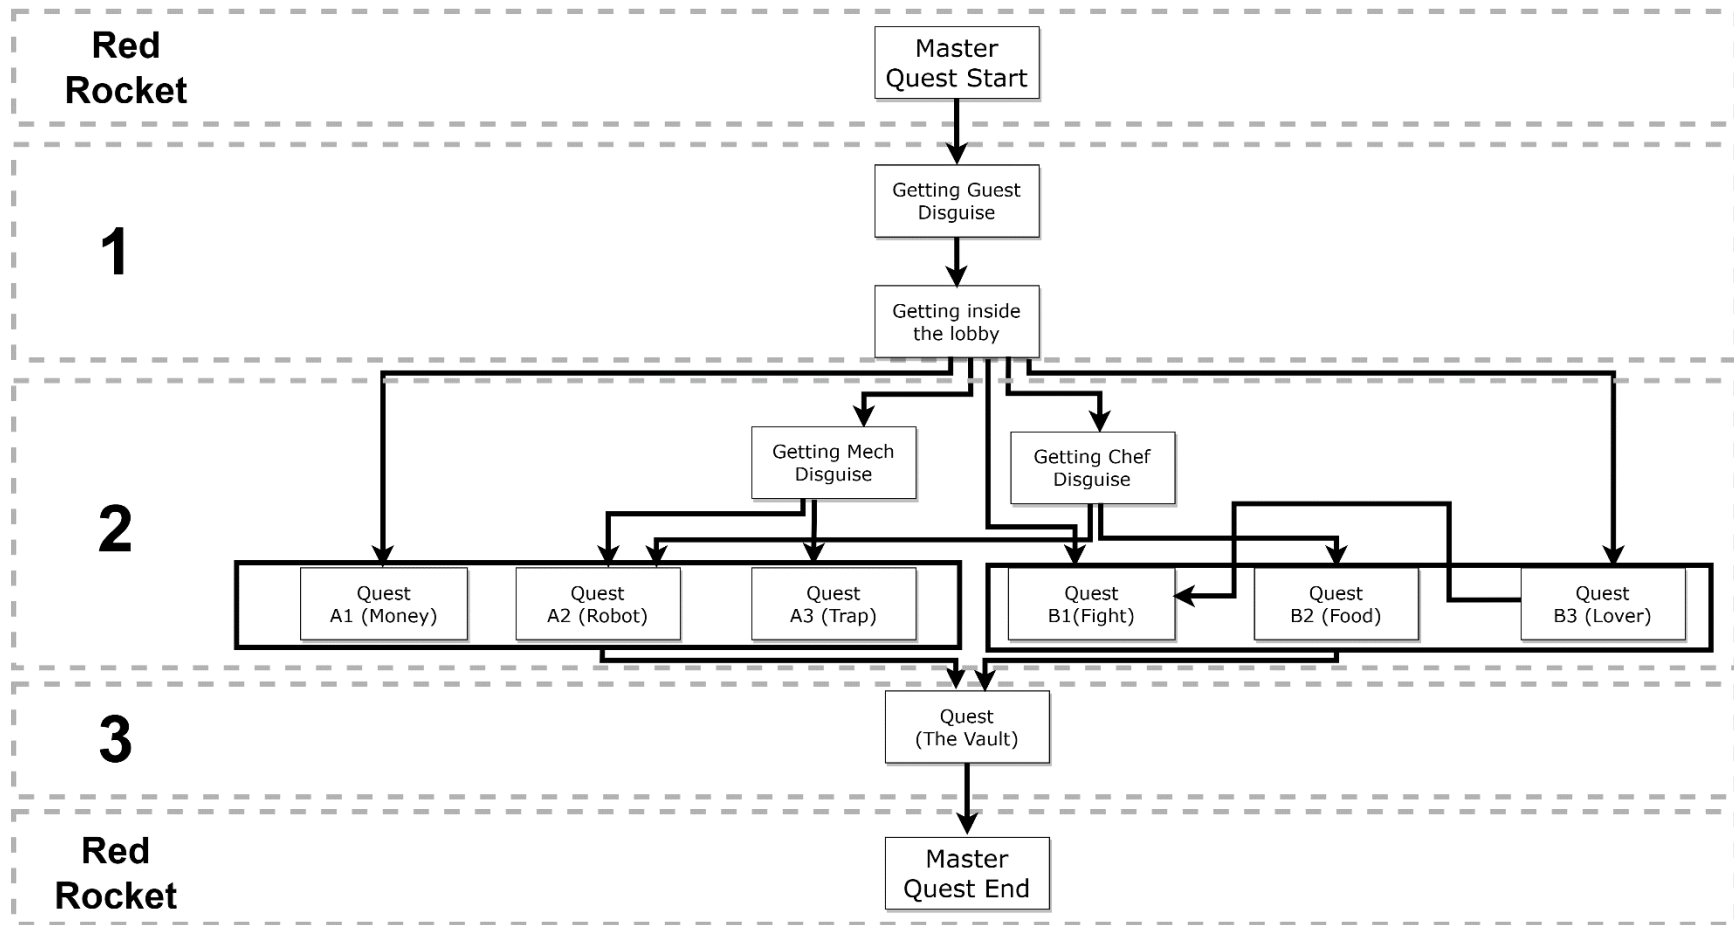 Red
Rocket
Master
Quest Start
1
Getting Guest
Disguise
Getting inside
the lobby
2
Getting Mech
Disguise
Getting Chef
Disguise
Quest
A1 (Money)
Quest
A2 (Robot)
Quest
A3 (Trap)
Quest
B1(Fight)
Quest
B2 (Food)
Quest
B3 (Lover)
3
Quest
(The Vault)
Red
Rocket
Master
Quest End